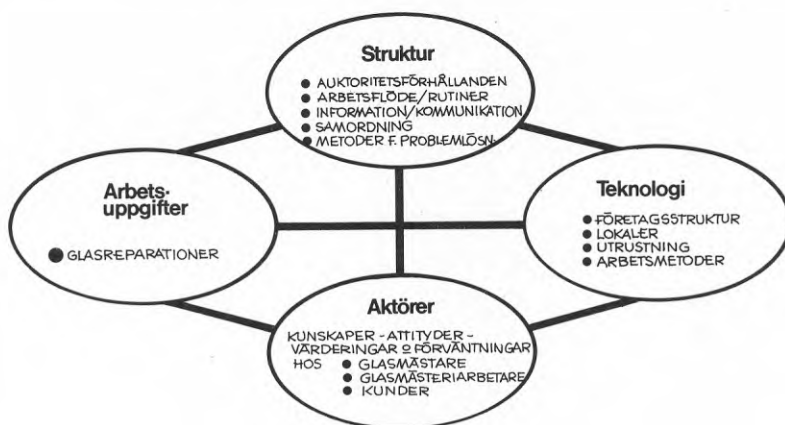 Struktur
● AUKTORITETSFÖRHÅLLANDEN
● ARBETSFLÖDE/RUTINER
● INFORMATION/KOMMUNIKATION
● SAMORDNING
● METODER F. PROBLEMLÖSN.
Arbets-
uppgifter
● GLASREPARATIONER
Teknologi
● FÖRETAGSSTRUKTUR
● LOKALER
● UTRUSTNING
● ARBETSMETODER
Aktörer
KUNSKAPER - ATTITYDER -
VÄRDERINGAR O FÖRVÄNTNINGAR
HOS ● GLASMÄSTARE
● GLASMÄSTERIARBETARE
● KUNDER